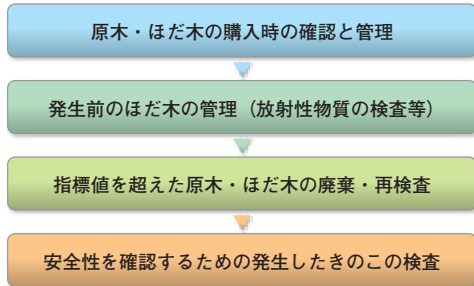 原木・ほだ木の購入時の確認と管理
発生前のほだ木の管理（放射性物質の検査等）
指標値を超えた原木・ほだ木の廃棄・再検査
安全性を確認するための発生したきのこの検査